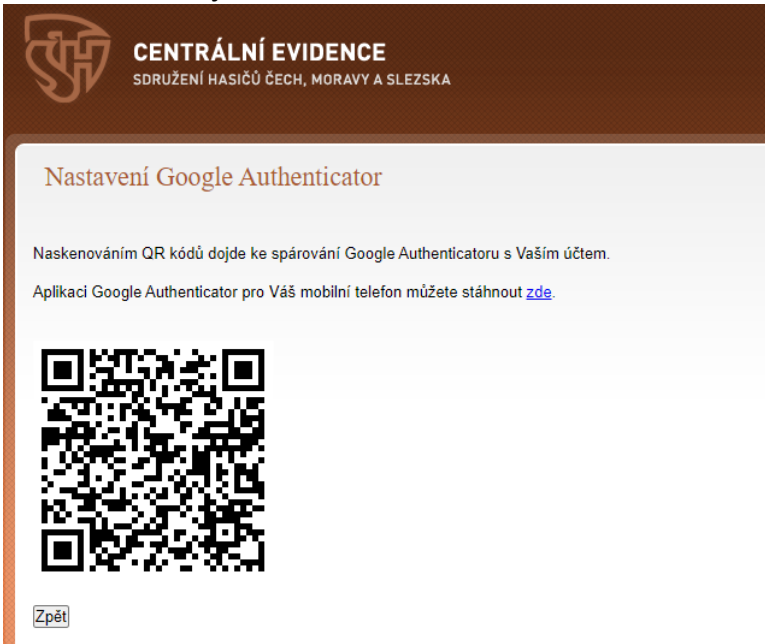 CENTRÁLNÍ EVIDENCE
SDRUŽENÍ HASIČŮ ČECH, MORAVY A SLEZSKA
Nastavení Google Authenticator
Naskenováním QR kódů dojde ke spárování Google Authenticatoru s Vaším účtem.
Aplikaci Google Authenticator pro Váš mobilní telefon můžete stáhnout zde.
Zpět